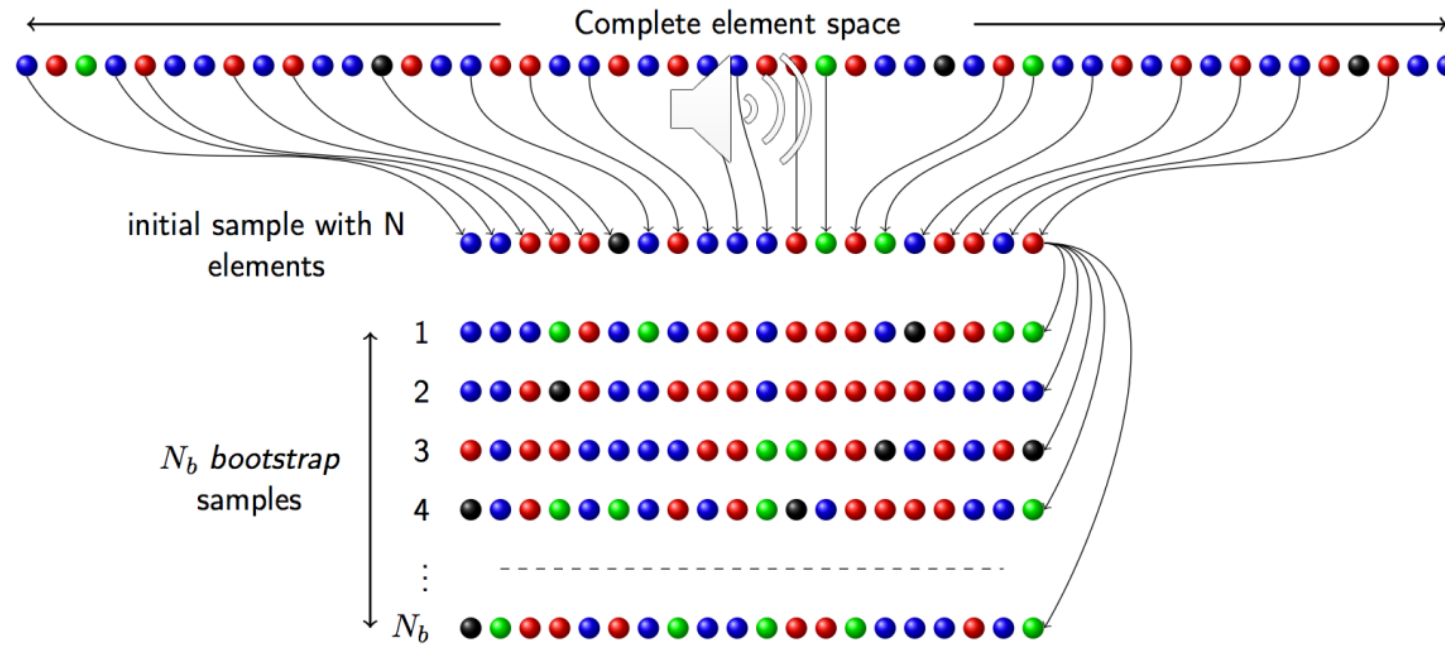 Complete element space
initial sample with N
elements
1
2
N_b bootstrap
samples
3
4
⋮
N_b